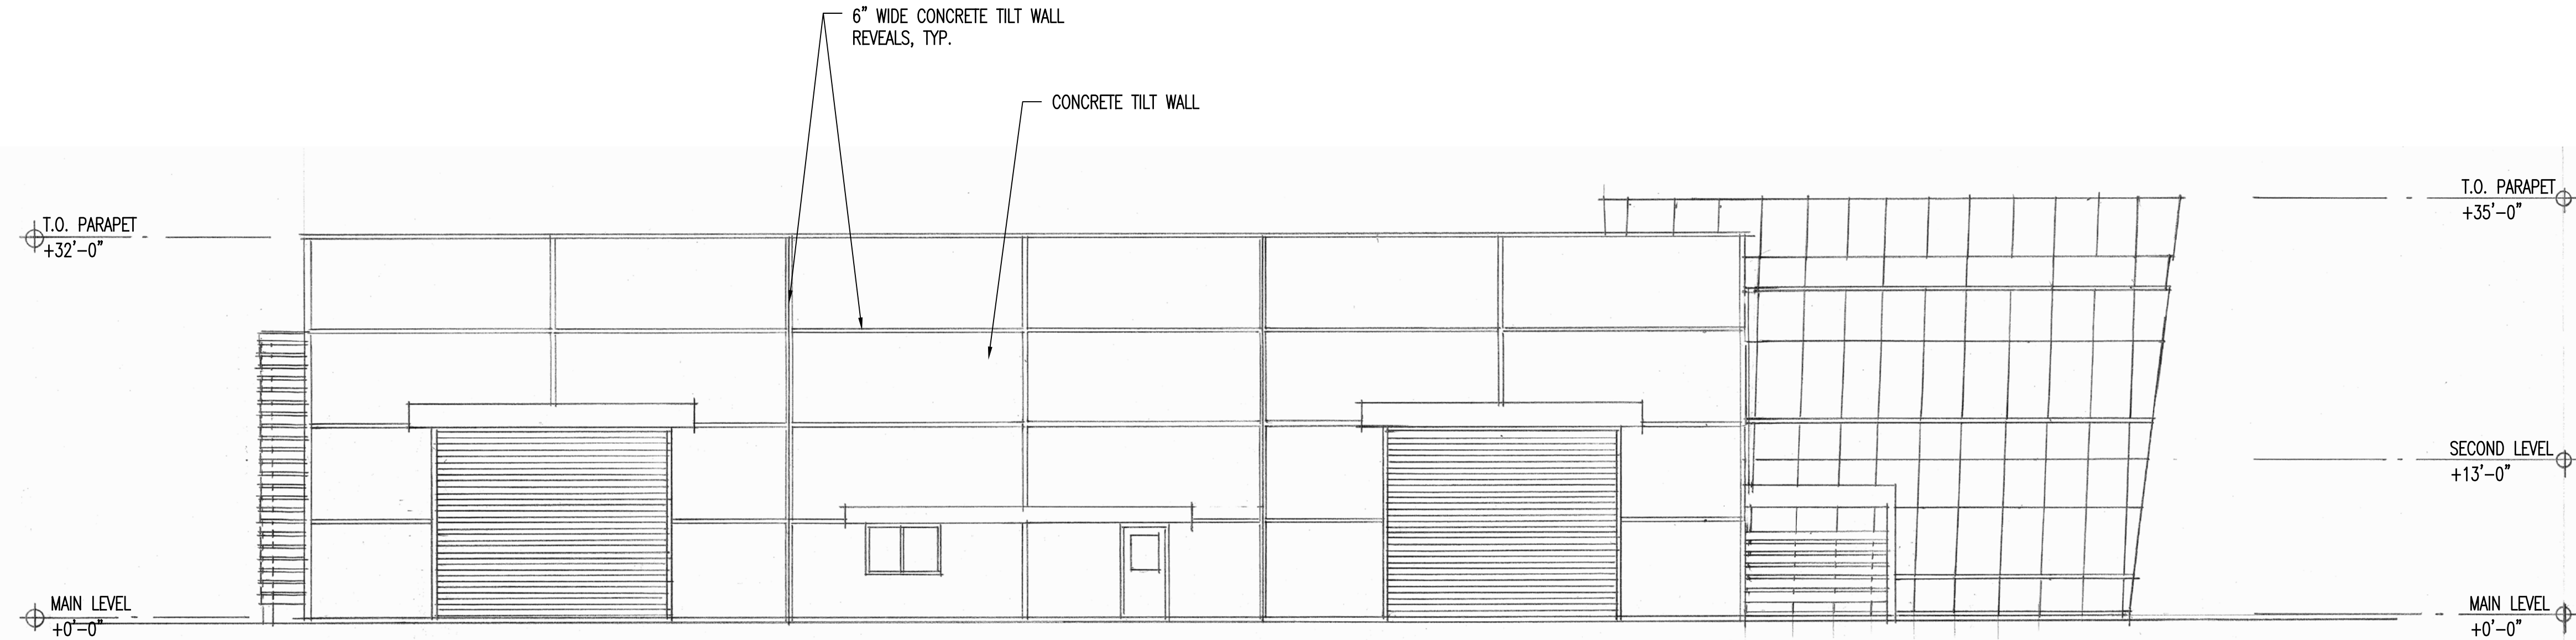 6” WIDE CONCRETE TILT WALL
REVEALS, TYP.
CONCRETE TILT WALL
T.O. PARAPET
+32'-0”
T.O. PARAPET
+35'-0”
SECOND LEVEL
+13'-0”
MAIN LEVEL
+0'-0”
MAIN LEVEL
+0'-0”